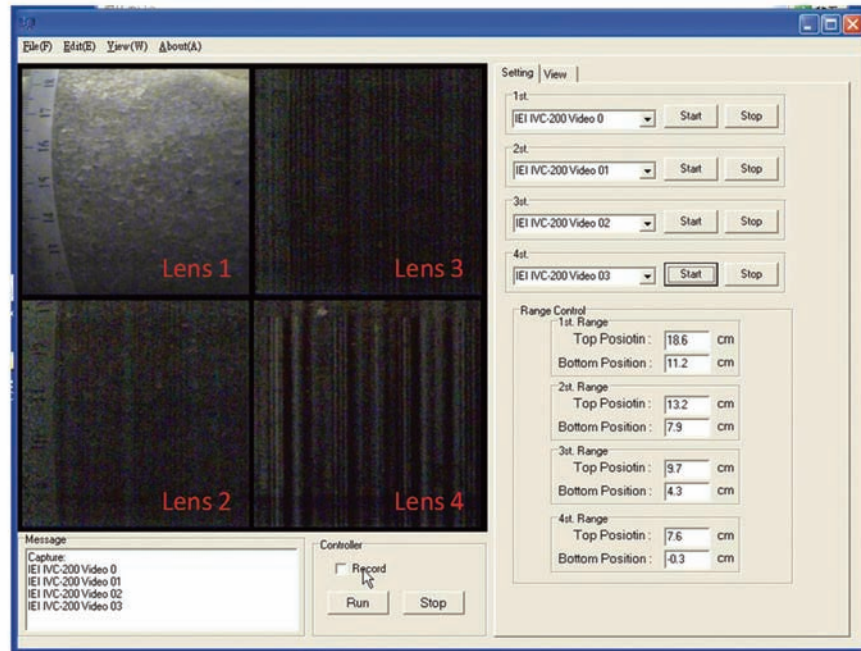 File(F) Edit(E) View(W) About(A)
Lens 1
Lens 3
Lens 2
Lens 4
Message
Capture:
IEI IVC-200 Video 0
IEI IVC-200 Video 01
IEI IVC-200 Video 02
IEI IVC-200 Video 03
Controller
Record
Run Stop
Setting View
1st.
IEI IVC-200 Video 0 Start Stop
2st.
IEI IVC-200 Video 01 Start Stop
3st.
IEI IVC-200 Video 02 Start Stop
4st.
IEI IVC-200 Video 03 Start Stop
Range Control
1st. Range
Top Posiotin : 18.6 cm
Bottom Position : 11.2 cm
2st. Range
Top Posiotin : 13.2 cm
Bottom Position : 7.9 cm
3st. Range
Top Posiotin : 9.7 cm
Bottom Position : 4.3 cm
4st. Range
Top Posiotin : 7.6 cm
Bottom Position : -0.3 cm